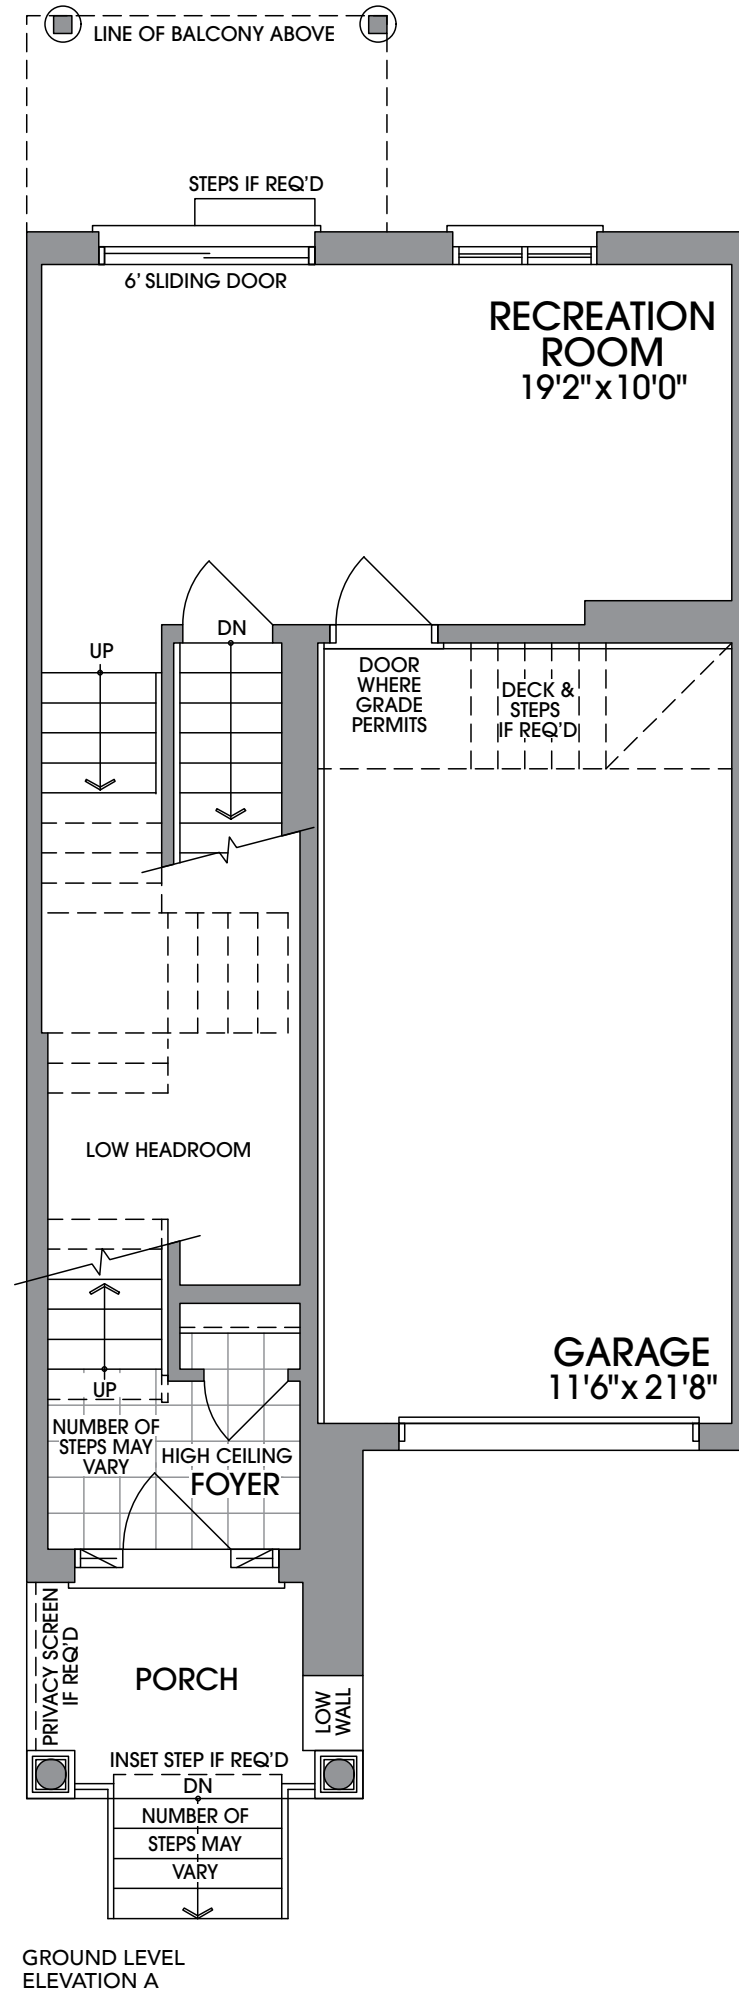 LINE OF BALCONY ABOVE
STEPS IF REQ'D
6' SLIDING DOOR
RECREATION
ROOM
19'2" x 10'0"
UP
DN
DOOR
WHERE
GRADE
PERMITS
DECK &
STEPS
IF REQ'D
LOW HEADROOM
GARAGE
11'6" x 21'8"
UP
NUMBER OF
STEPS MAY
VARY
HIGH CEILING
FOYER
PRIVACY SCREEN
IF REQ'D
PORCH
LOW
WALL
INSET STEP IF REQ'D
DN
NUMBER OF
STEPS MAY
VARY
GROUND LEVEL
ELEVATION A